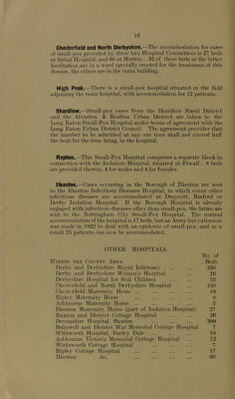 16
Chesterfield and North Derbyshire.—The accommodation for cases
of small-pox provided by these two Hospital Committees is 27 beds
at Spital Hospital, and 60 at Morton: 32 of these beds at the latter
Institution are in a ward specially erected for the treatment of this
disease, the others are in the main building.
High Peak.—There is a small-pox hospital situated in the field
adjoining the main hospital, with accommodation for 12 patients.
Shardlow.—Small-pox cases from the Shardlow Rural District
and the Alvaston & Boulton Urban District are taken to the
Long Eaton Small-Pox Hospital under terms of agreement with the
Long Eaton Urban District Council. The agreement provides that
the number to be admitted at any one time shall not exceed half
the beds for the time being, in the hospital.
Repton.—This Small-Pox Hospital comprises a separate block in
connection with the Isolation Hospital situated at Etwall; 8 beds
are provided therein, 4 for males and 4 for females.
Ilkeston.—Cases occurring in the Borough of Ilkeston are sent
to the Ilkeston Infectious Diseases Hospital, in which event other
infectious diseases are accommodated at Draycott, Basford or
Derby Isolation Hospital. If the Borough Hospital is already
engaged with infectious diseases other than small-pox, the latter are
sent to the Nottingham City Small-Pox Hospital. The normal
accommodation of the hospital is 12 beds, but an Army hut extension
was made in 1922 to deal with an epidemic of small-pox, and as a
result 25 patients can now be accommodated.
OTHER HOSPITALS
No. of
Within the County Area. Beds
Derby and Derbyshire Royal Infirmary ... ... 330
Derby and Derbyshire Women's Hospital ... 26
Derbyshire Hospital for Sick Children ... ...
Chesterfield and North Derbyshire Hospital ... 150
Chesterfield Maternity Home ... ... ... 18
Ripley Maternity Home ... ... ... 8
Ashbourne Maternity Home ... ... ... 3
Ilkeston Maternity Home (part of Isolation Hospital) 27
Buxton and District Cottage Hospital ... ... 36
Devonshire Hospital, Buxton ... ... ... 300
Bakewell and District War Memorial Cottage Hospital 7
Whitworth Hospital, Darley Dale ... ... 18
Ashbourne Victoria Memorial Cottage Hospital ... 12
Wirksworth Cottage Hospital ... ... ... 7
Ripley Cottage Hospital ... ... ... 17
Ilkeston do. ... ... ... 60